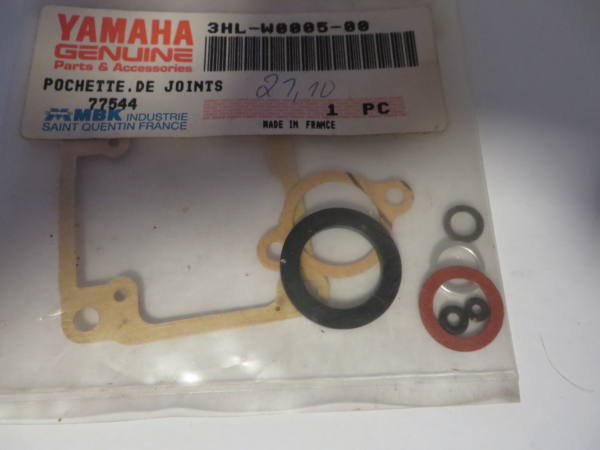 YAMAHA
GENUINE
Parts & Accessories
3HL-W0005-00
POCHETTE.DE JOINTS
77544
21,10
MBK INDUSTRIE
SAINT QUENTIN FRANCE
1 PC
MADE IN FRANCE